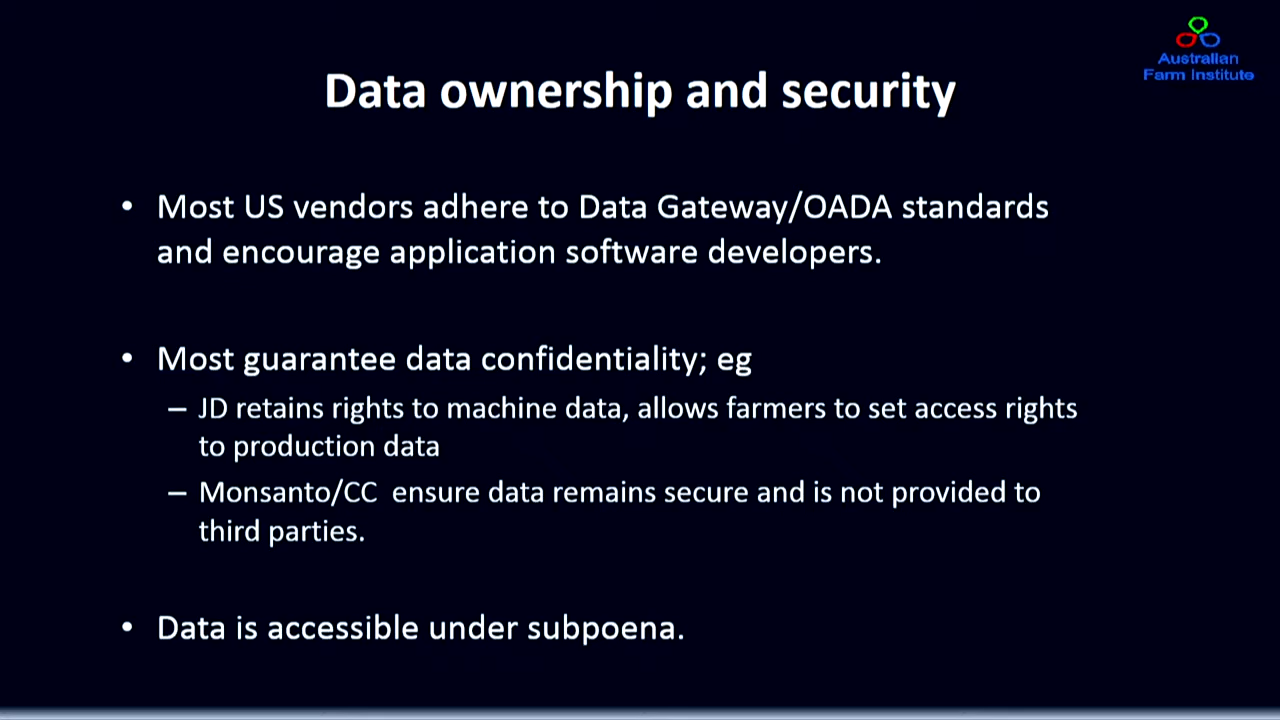 Australian
Farm Institute
Data ownership and security
• Most US vendors adhere to Data Gateway/OADA standards
and encourage application software developers.
• Most guarantee data confidentiality; eg
– JD retains rights to machine data, allows farmers to set access rights
to production data
– Monsanto/CC ensure data remains secure and is not provided to
third parties.
• Data is accessible under subpoena.